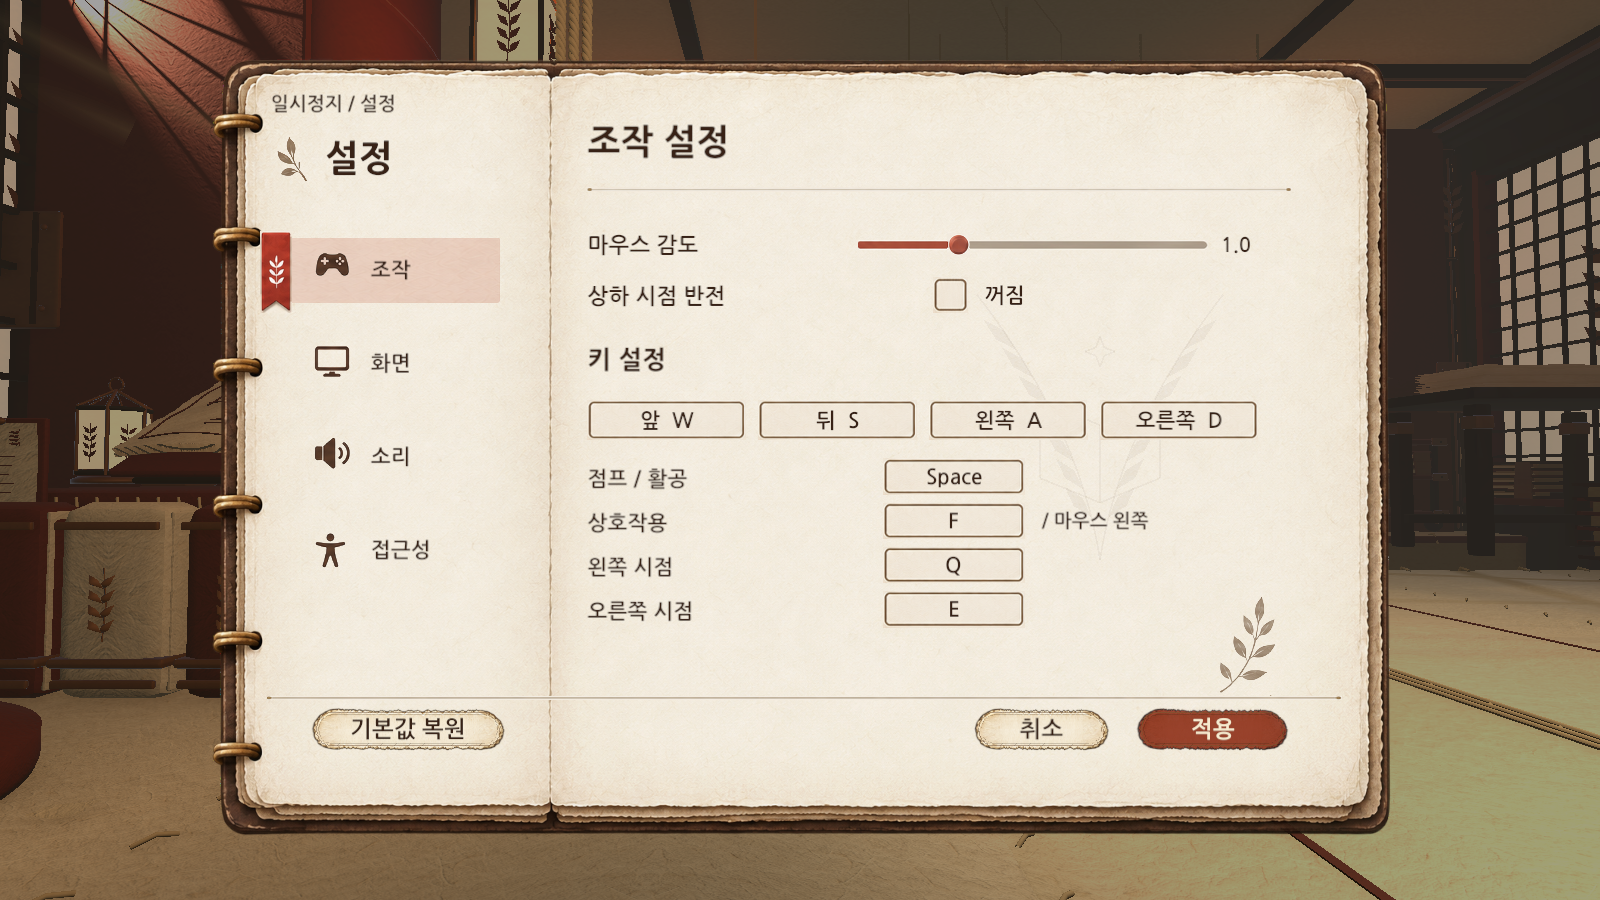 일시정지 / 설정
설정
조작
화면
소리
접근성
기본값 복원
조작 설정
마우스 감도 1.0
상하 시점 반전 꺼짐
키 설정
앞 W 뒤 S 왼쪽 A 오른쪽 D
점프 / 활공 Space
상호작용 F / 마우스 왼쪽
왼쪽 시점 Q
오른쪽 시점 E
취소 적용